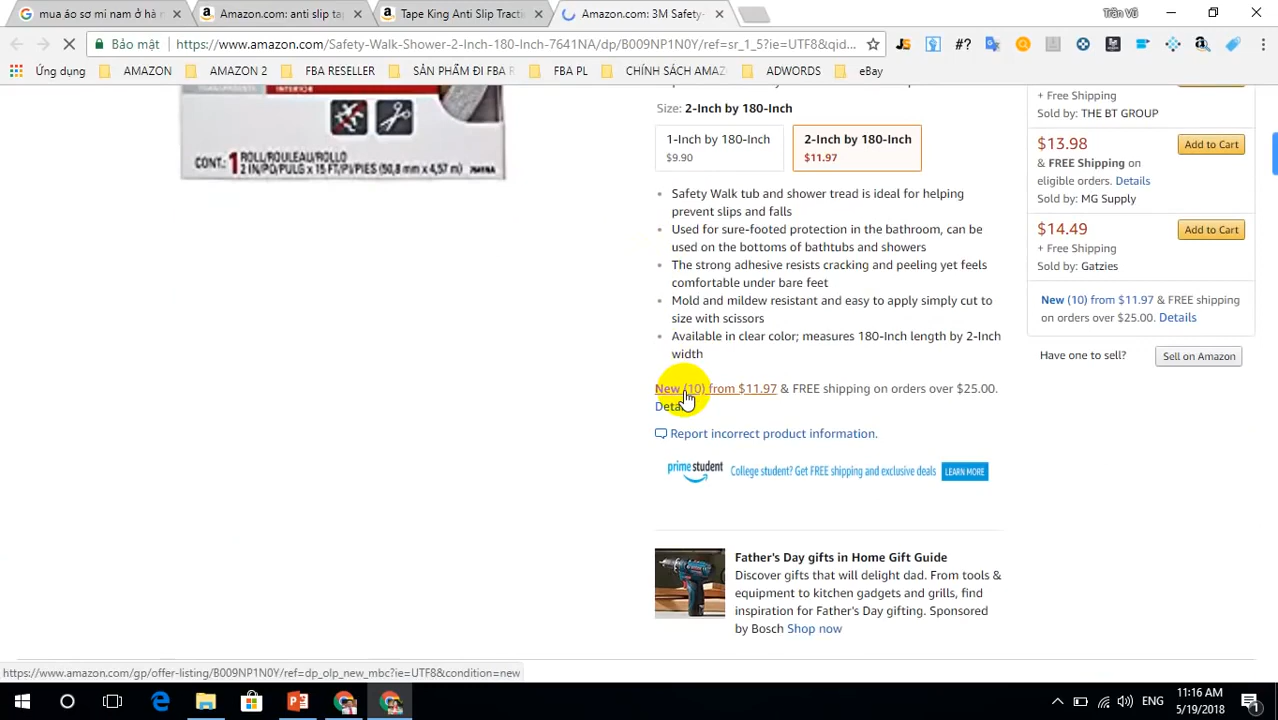 mua áo sơ mi nam ở hà n
Amazon.com: anti slip tap
Tape King Anti Slip Tracti
Amazon.com: 3M Safety-
Trần Vũ
Bảo mật
https://www.amazon.com/Safety-Walk-Shower-2-Inch-180-Inch-7641NA/dp/B009NP1N0Y/ref=sr_1_5?ie=UTF8&qid...
#?
Ứng dụng
AMAZON
AMAZON 2
FBA RESELLER
SẢN PHẨM ĐI FBA R
FBA PL
CHÍNH SÁCH AMAZ
ADWORDS
eBay
INTERIOR
CONT.: 1 ROLL/ROULEAU/ROLLO
2 IN/PO/PULG x 15 FT/PI/PIES (50,8 mm x 4,57 m)
7641NA
Size: 2-Inch by 180-Inch
1-Inch by 180-Inch
$9.90
2-Inch by 180-Inch
$11.97
Safety Walk tub and shower tread is ideal for helping
prevent slips and falls
Used for sure-footed protection in the bathroom, can be
used on the bottoms of bathtubs and showers
The strong adhesive resists cracking and peeling yet feels
comfortable under bare feet
Mold and mildew resistant and easy to apply simply cut to
size with scissors
Available in clear color; measures 180-Inch length by 2-Inch
width
New (10) from $11.97 & FREE shipping on orders over $25.00.
Details
Report incorrect product information.
prime student
College student? Get FREE shipping and exclusive deals
LEARN MORE
Father's Day gifts in Home Gift Guide
Discover gifts that will delight dad. From tools &
equipment to kitchen gadgets and grills, find
inspiration for Father's Day gifting. Sponsored
by Bosch Shop now
+ Free Shipping
Sold by: THE BT GROUP
$13.98
Add to Cart
& FREE Shipping on
eligible orders. Details
Sold by: MG Supply
$14.49
Add to Cart
+ Free Shipping
Sold by: Gatzies
New (10) from $11.97 & FREE shipping
on orders over $25.00. Details
Have one to sell?
Sell on Amazon
https://www.amazon.com/gp/offer-listing/B009NP1N0Y/ref=dp_olp_new_mbc?ie=UTF8&condition=new
ENG
11:16 AM
5/19/2018
1